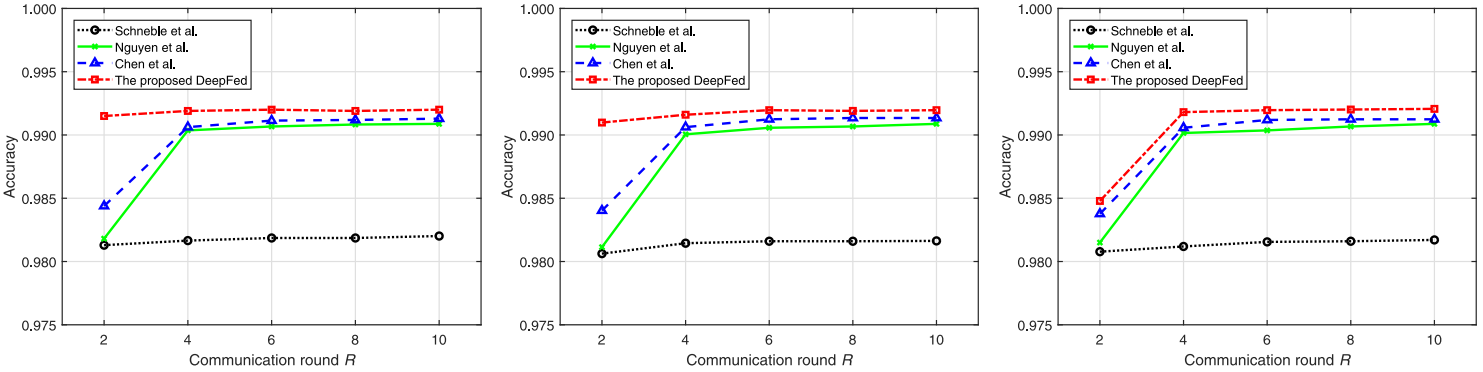 1.000
0.995
0.990
0.985
0.980
0.975
Accuracy
Schneble et al.
Nguyen et al.
Chen et al.
The proposed DeepFed
2 4 6 8 10
Communication round R
1.000
0.995
0.990
0.985
0.980
0.975
Accuracy
Schneble et al.
Nguyen et al.
Chen et al.
The proposed DeepFed
2 4 6 8 10
Communication round R
1.000
0.995
0.990
0.985
0.980
0.975
Accuracy
Schneble et al.
Nguyen et al.
Chen et al.
The proposed DeepFed
2 4 6 8 10
Communication round R